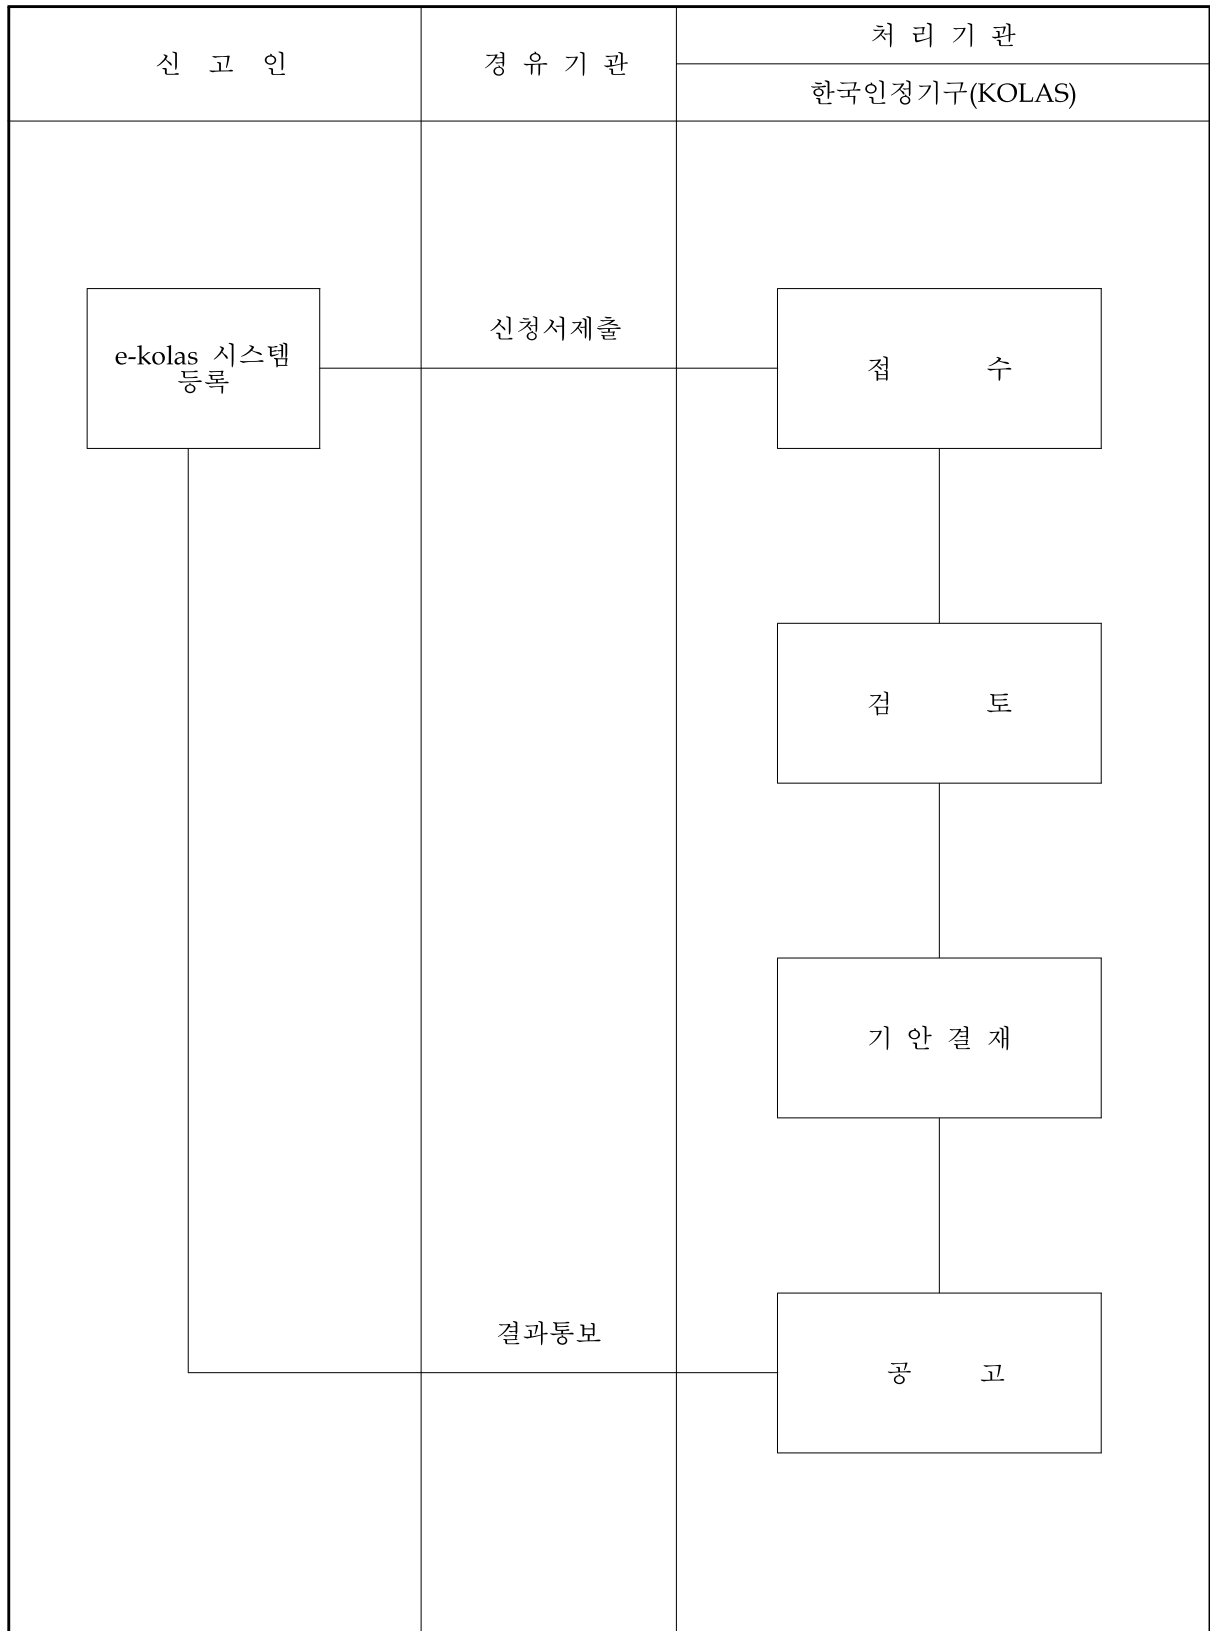 신 고 인
경 유 기 관
처 리 기 관
한국인정기구(KOLAS)
신청서제출
e-kolas 시스템
등록
접 수
검 토
기 안 결 재
결과통보
공 고